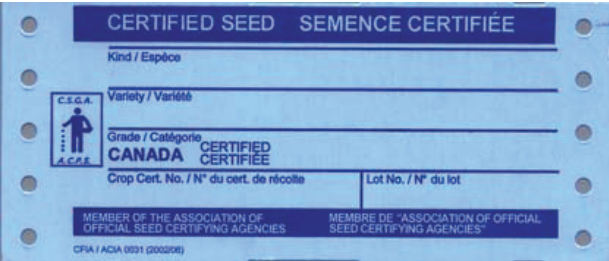 CERTIFIED SEED SEMENCE CERTIFIÉE
Kind / Espèce
C.S.G.A.
Variety / Variété
A.C.P.S.
Grade / Catégorie
CANADA CERTIFIED
CERTIFIÉE
Crop Cert. No. / N° du cert. de récolte
Lot No. / N° du lot
MEMBER OF THE ASSOCIATION OF
OFFICIAL SEED CERTIFYING AGENCIES
MEMBRE DE "ASSOCIATION OF OFFICIAL
SEED CERTIFYING AGENCIES"
CFIA / ACIA 0031 (2002/06)